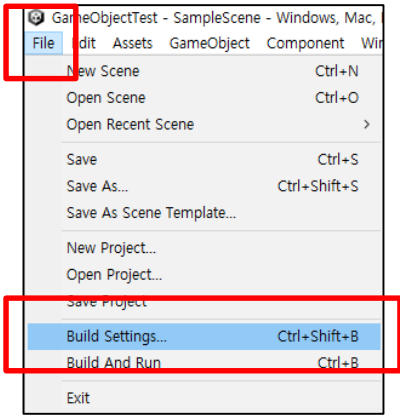 GameObjectTest - SampleScene - Windows, Mac,
File Edit Assets GameObject Component Win
New Scene Ctrl+N
Open Scene Ctrl+O
Open Recent Scene >
Save Ctrl+S
Save As... Ctrl+Shift+S
Save As Scene Template...
New Project...
Open Project...
Save Project
Build Settings... Ctrl+Shift+B
Build And Run Ctrl+B
Exit